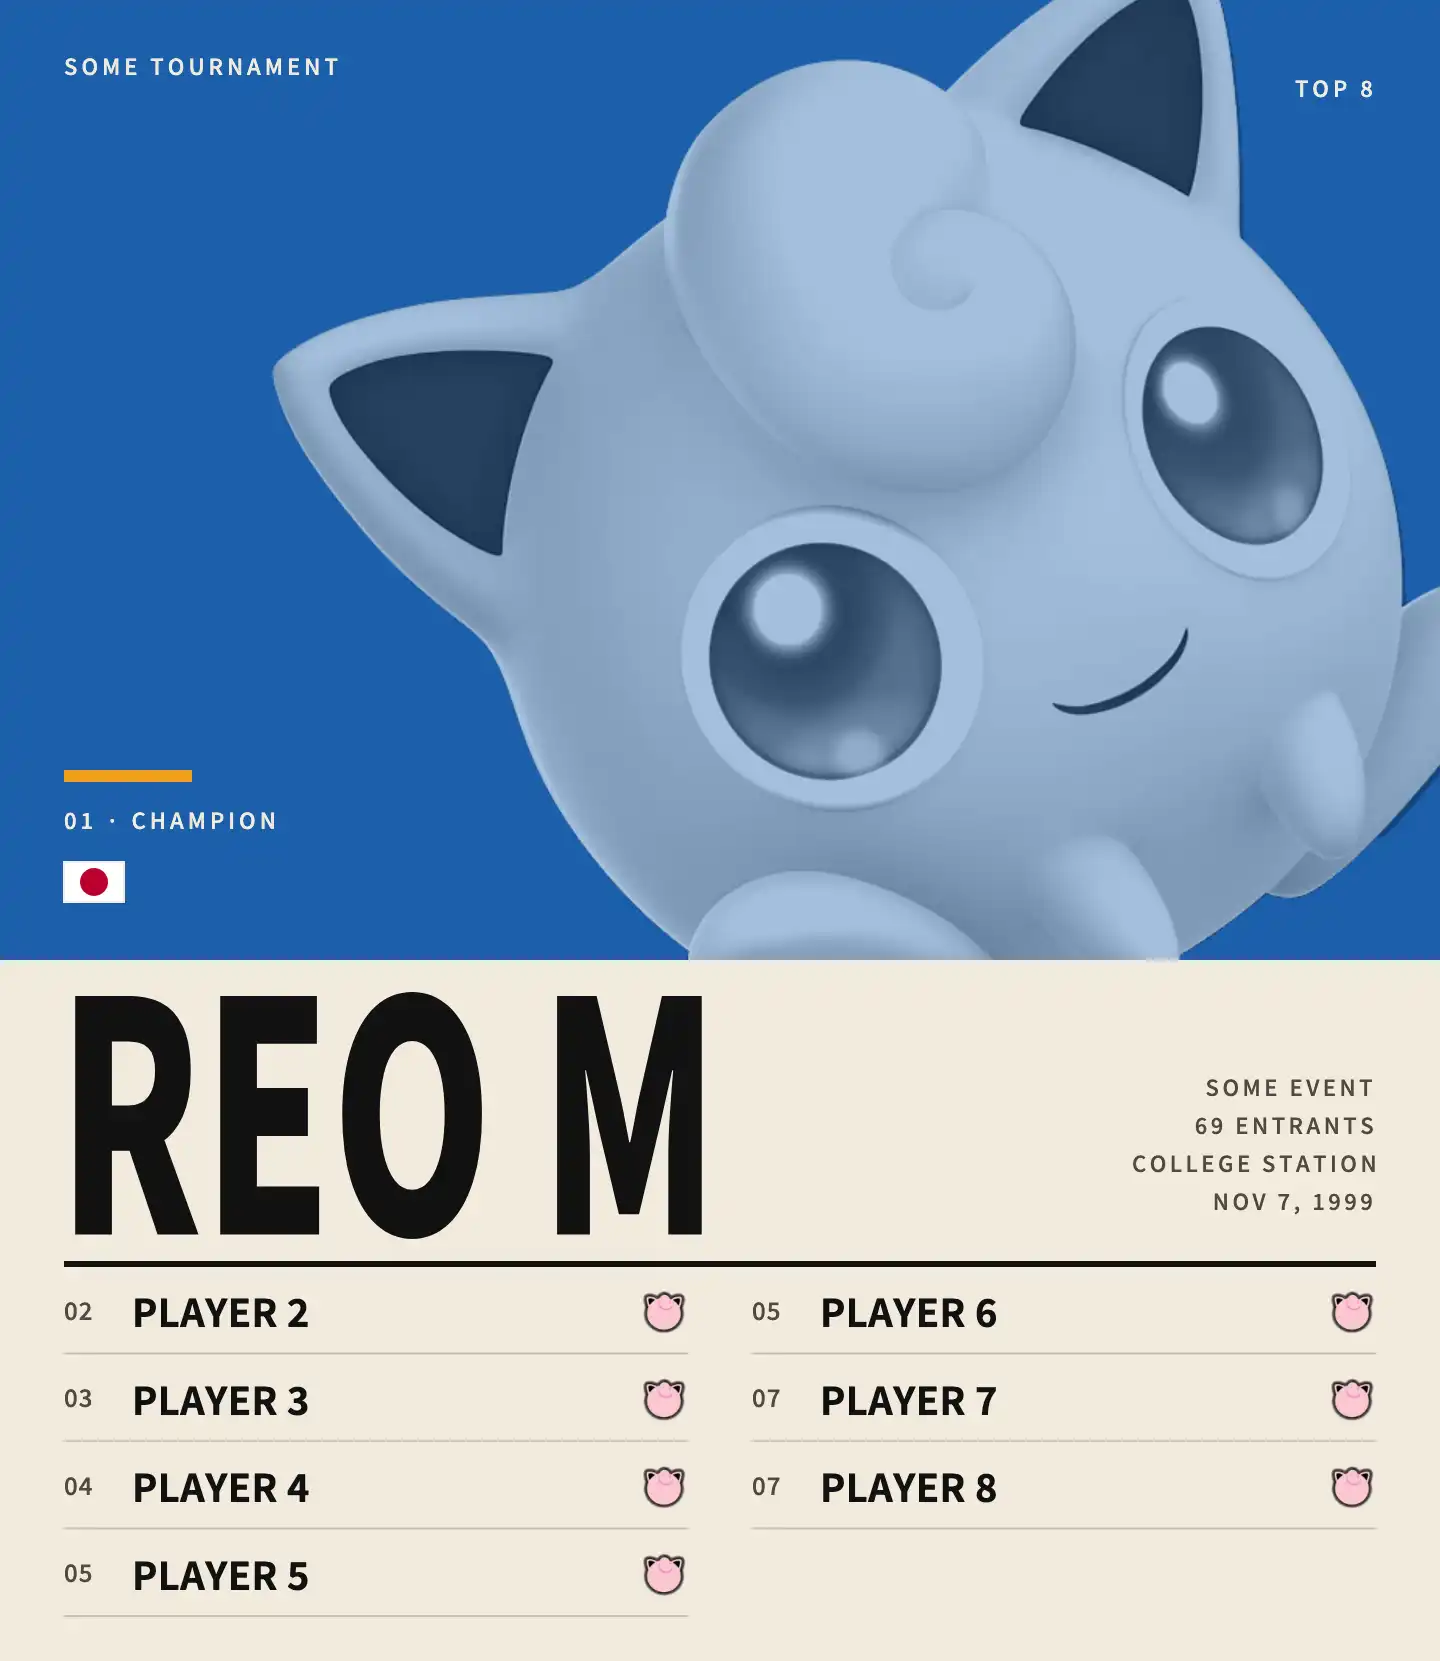 SOME TOURNAMENT
TOP 8
01 · CHAMPION
REO M
SOME EVENT
69 ENTRANTS
COLLEGE STATION
NOV 7, 1999
02 PLAYER 2
03 PLAYER 3
04 PLAYER 4
05 PLAYER 5
05 PLAYER 6
07 PLAYER 7
07 PLAYER 8